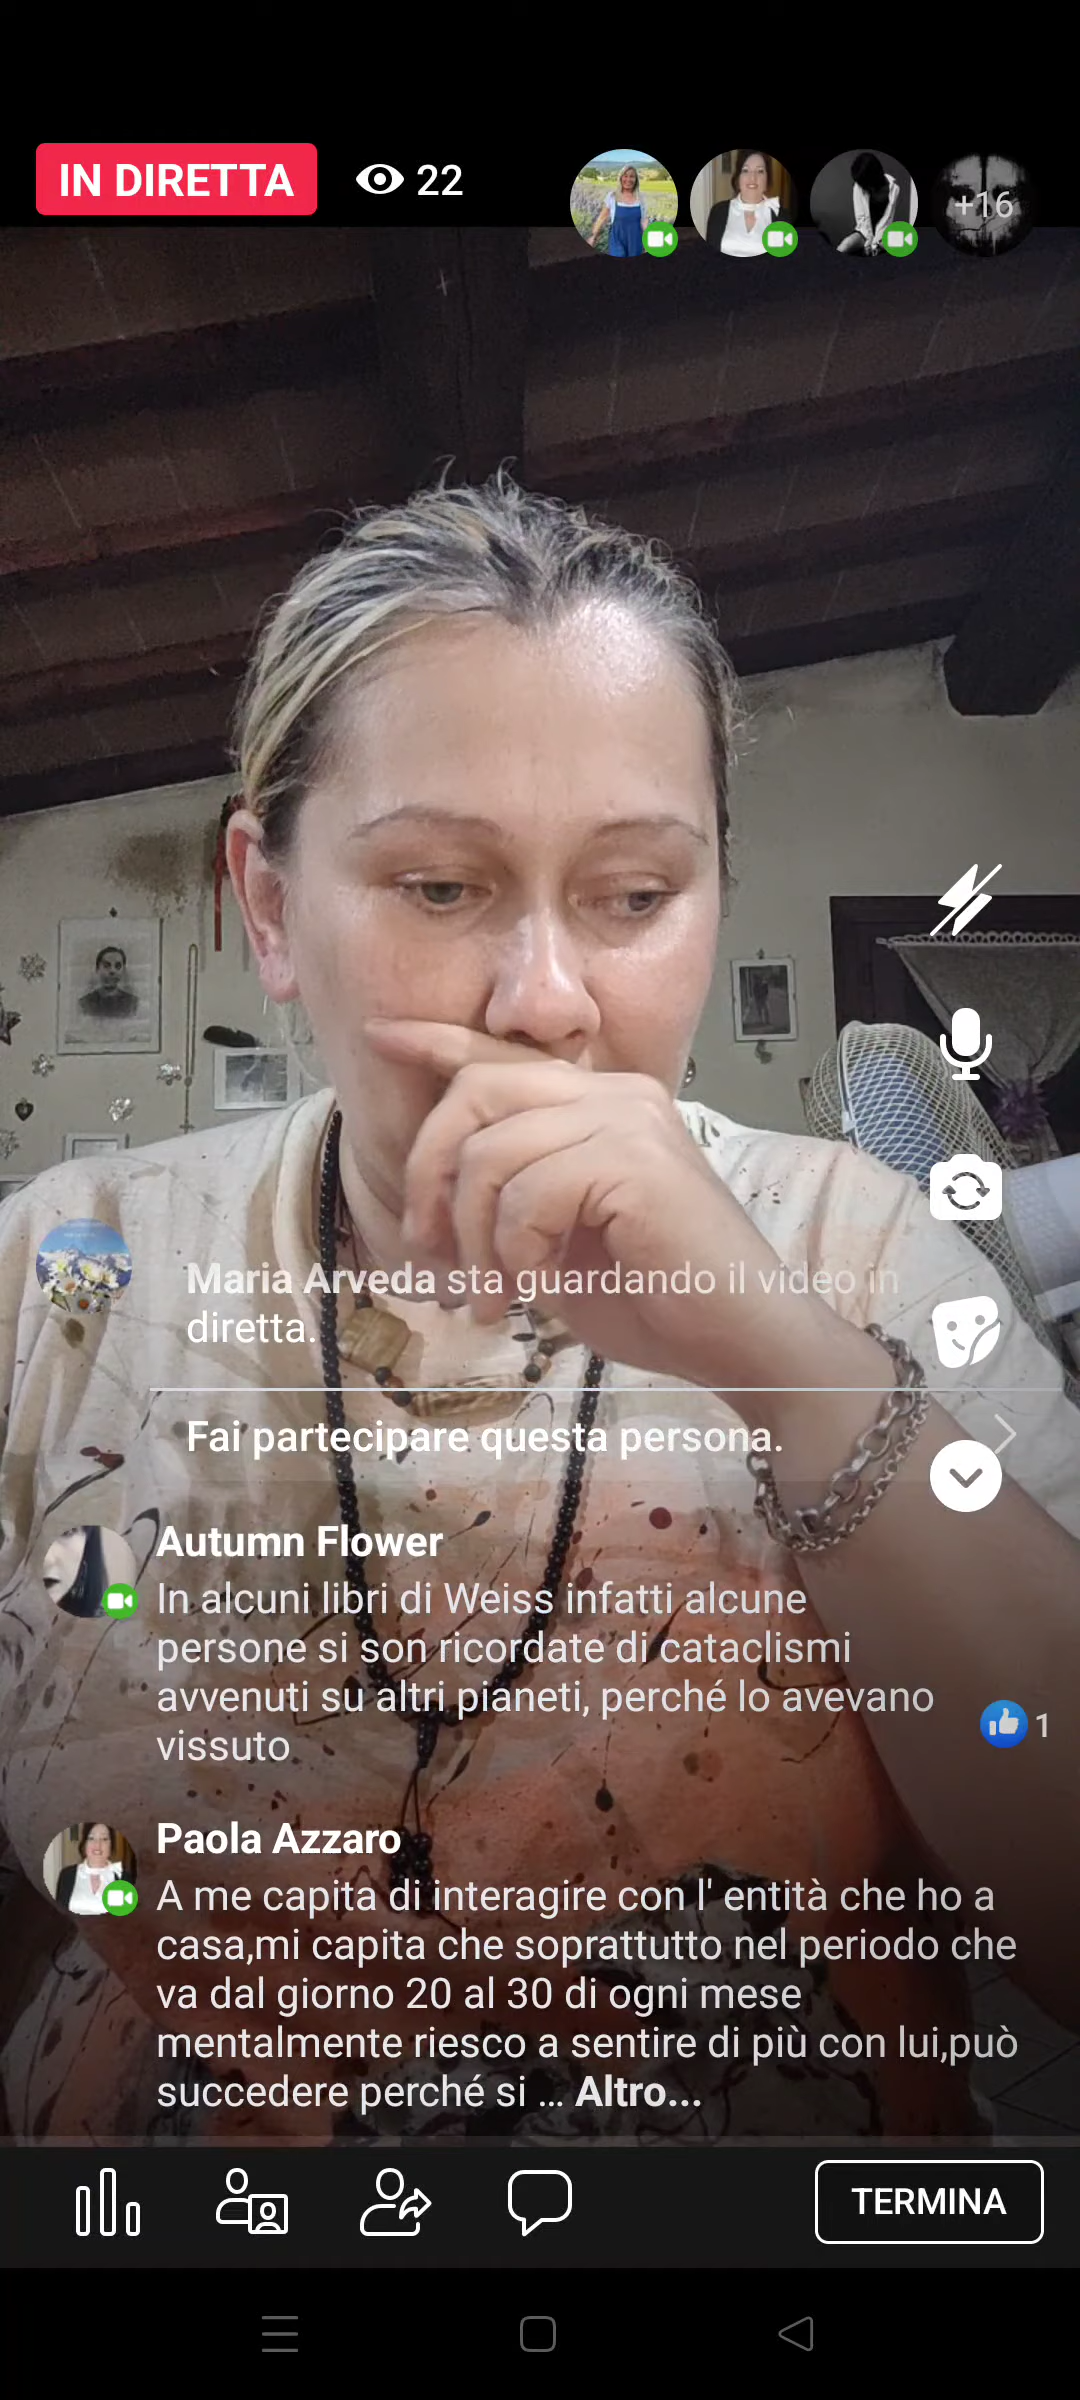 IN DIRETTA
22
+16
Maria Arveda sta guardando il video in
diretta.
Fai partecipare questa persona.
Autumn Flower
In alcuni libri di Weiss infatti alcune
persone si son ricordate di cataclismi
avvenuti su altri pianeti, perché lo avevano
vissuto
1
Paola Azzaro
A me capita di interagire con l' entità che ho a
casa,mi capita che soprattutto nel periodo che
va dal giorno 20 al 30 di ogni mese
mentalmente riesco a sentire di più con lui,può
succedere perché si ... Altro...
TERMINA